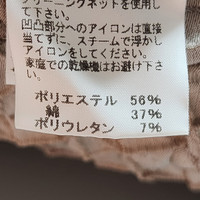 クリーニングネットを使用し
て下さい。
凹凸部分へのアイロンは直接
当てずに、スチームで浮かし
アイロンをしてください。
家庭での乾燥機はお避け下さ
い。
ポリエステル 56%
綿 37%
ポリウレタン 7%